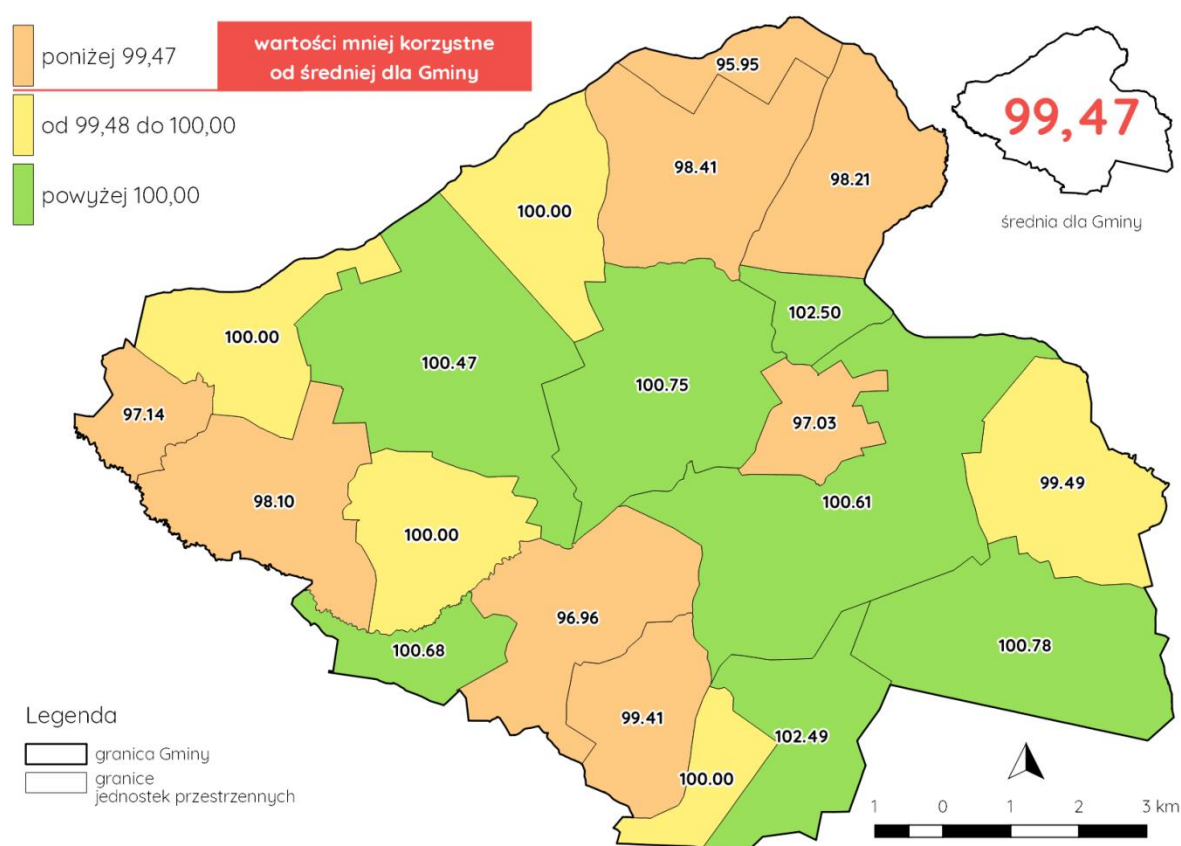 poniżej 99,47
wartości mniej korzystne
od średniej dla Gminy
od 99,48 do 100,00
powyżej 100,00
99,47
średnia dla Gminy
95.95
98.41
98.21
100.00
102.50
100.00
100.47
100.75
97.14
97.03
98.10
99.49
100.61
100.00
96.96
100.68
100.78
99.41
102.49
100.00
Legenda
granica Gminy
granice
jednostek przestrzennych
1 0 1 2 3 km